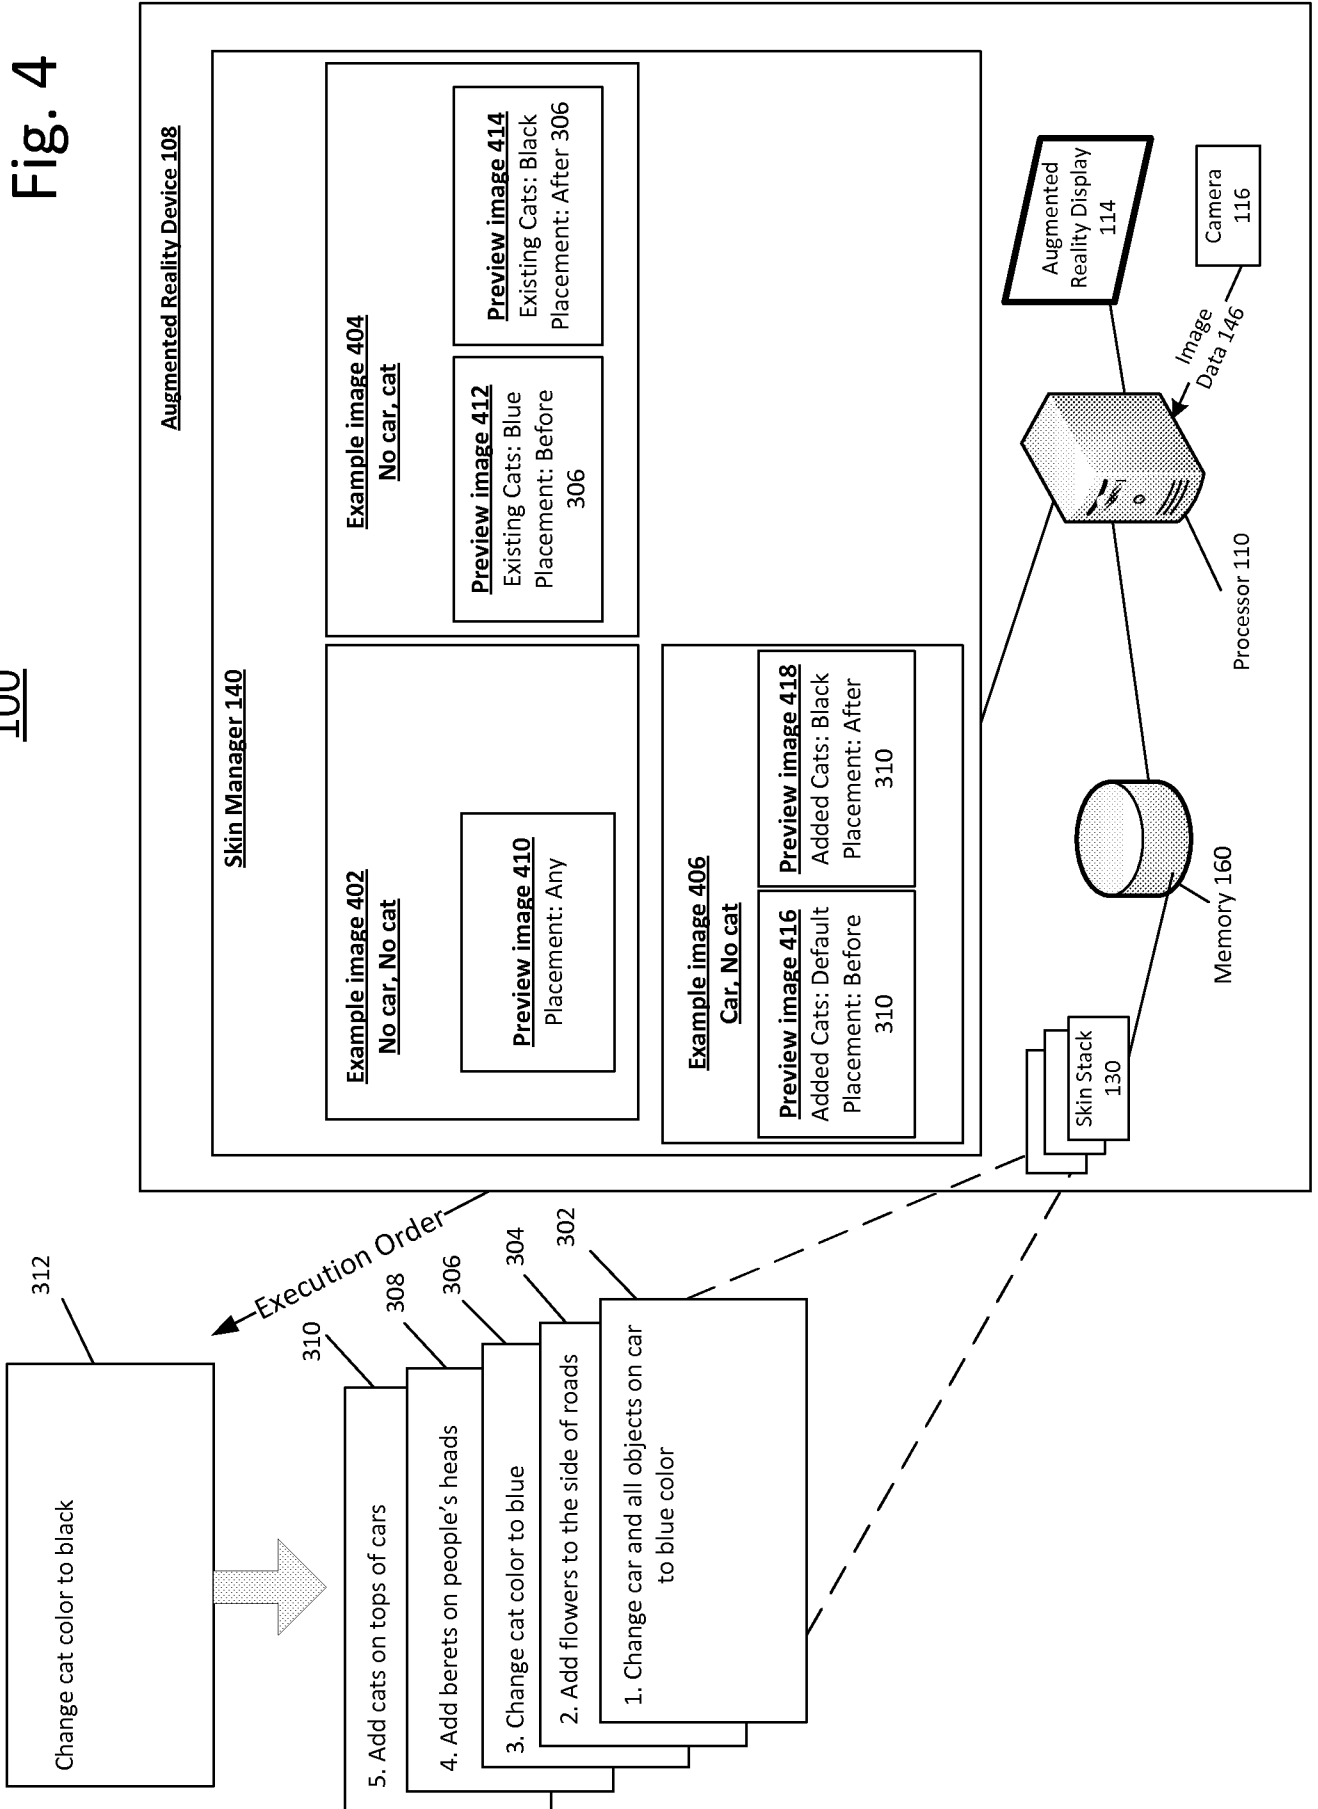 Fig. 4
100
Augmented Reality Device 108
Skin Manager 140
Example image 402
No car, No cat
Preview image 410
Placement: Any
Example image 404
No car, cat
Preview image 412
Existing Cats: Blue
Placement: Before
306
Preview image 414
Existing Cats: Black
Placement: After 306
Example image 406
Car, No cat
Preview image 416
Added Cats: Default
Placement: Before
310
Preview image 418
Added Cats: Black
Placement: After
310
Augmented
Reality Display
114
Camera
116
Image
Data 146
Processor 110
Memory 160
Skin Stack
130
312
Change cat color to black
Execution Order
310
5. Add cats on tops of cars
308
4. Add berets on people's heads
306
3. Change cat color to blue
304
2. Add flowers to the side of roads
302
1. Change car and all objects on car
to blue color